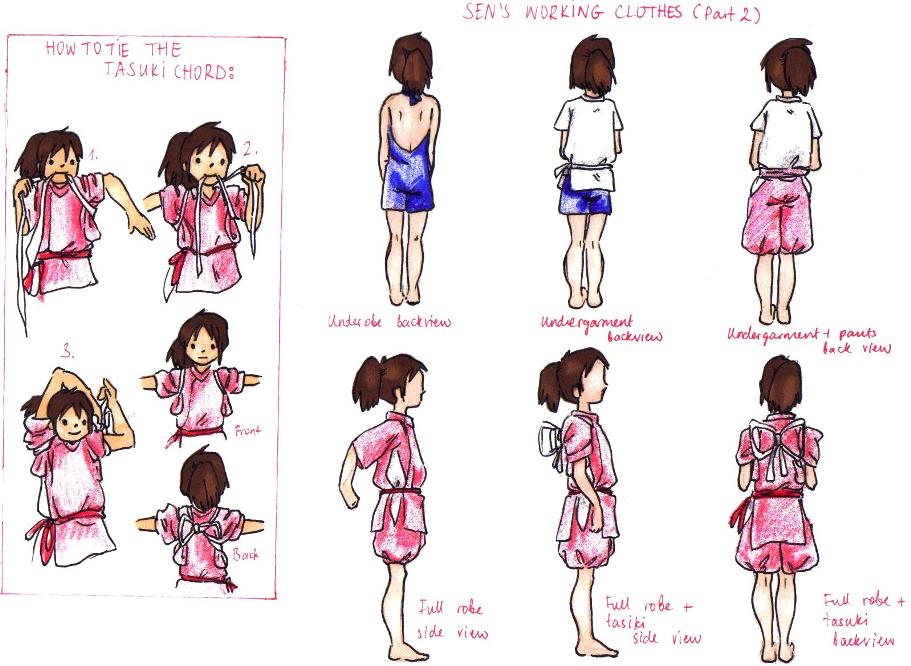 SEN'S WORKING CLOTHES (Part 2)
HOW TO TIE THE
TASUKI CHORD:
1.
2.
3.
Front
Back
Underobe backview
Undergarment
backview
Undergarment + pants
back view
Full robe
side view
Full robe +
tasiki
side view
Full robe +
tasuki
backview